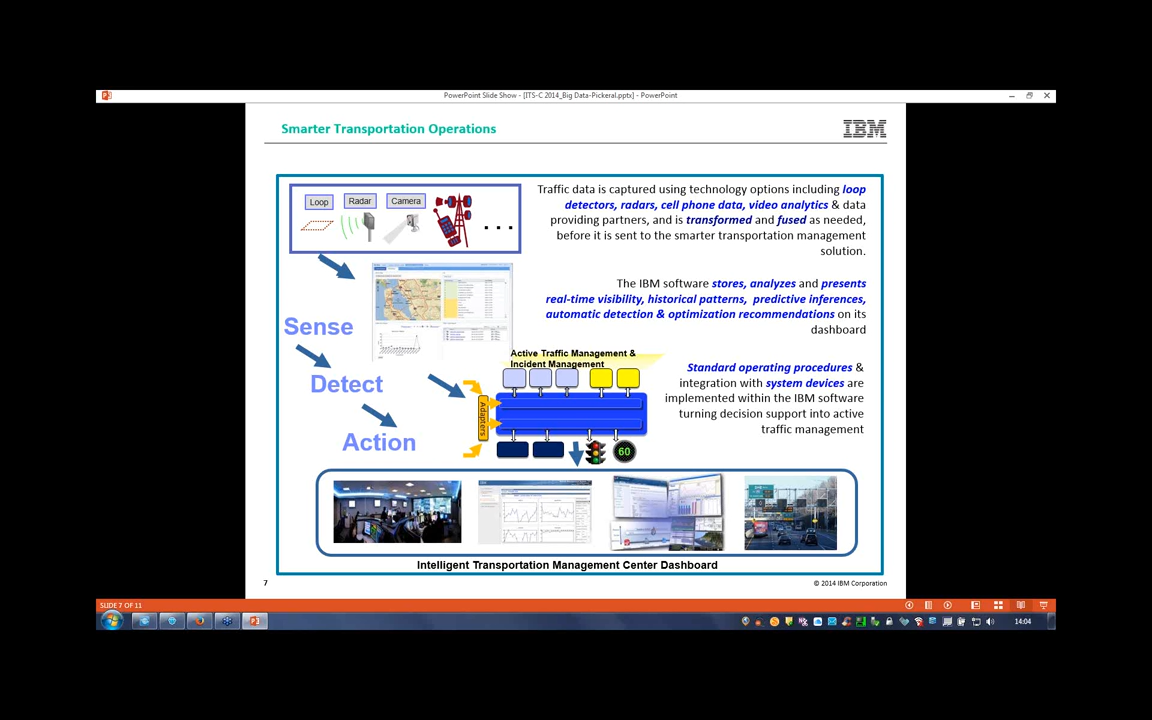 PowerPoint Slide Show - [ITS-C 2014_Big Data-Pickeral.pptx] - PowerPoint
Smarter Transportation Operations
IBM
Loop
Radar
Camera
. . .
Traffic data is captured using technology options including loop
detectors, radars, cell phone data, video analytics & data
providing partners, and is transformed and fused as needed,
before it is sent to the smarter transportation management
solution.
The IBM software stores, analyzes and presents
real-time visibility, historical patterns, predictive inferences,
automatic detection & optimization recommendations on its
dashboard
Sense
Detect
Action
Active Traffic Management &
Incident Management
Adapters
60
Standard operating procedures &
integration with system devices are
implemented within the IBM software
turning decision support into active
traffic management
Intelligent Transportation Management Center Dashboard
7
© 2014 IBM Corporation
SLIDE 7 OF 11
14:04